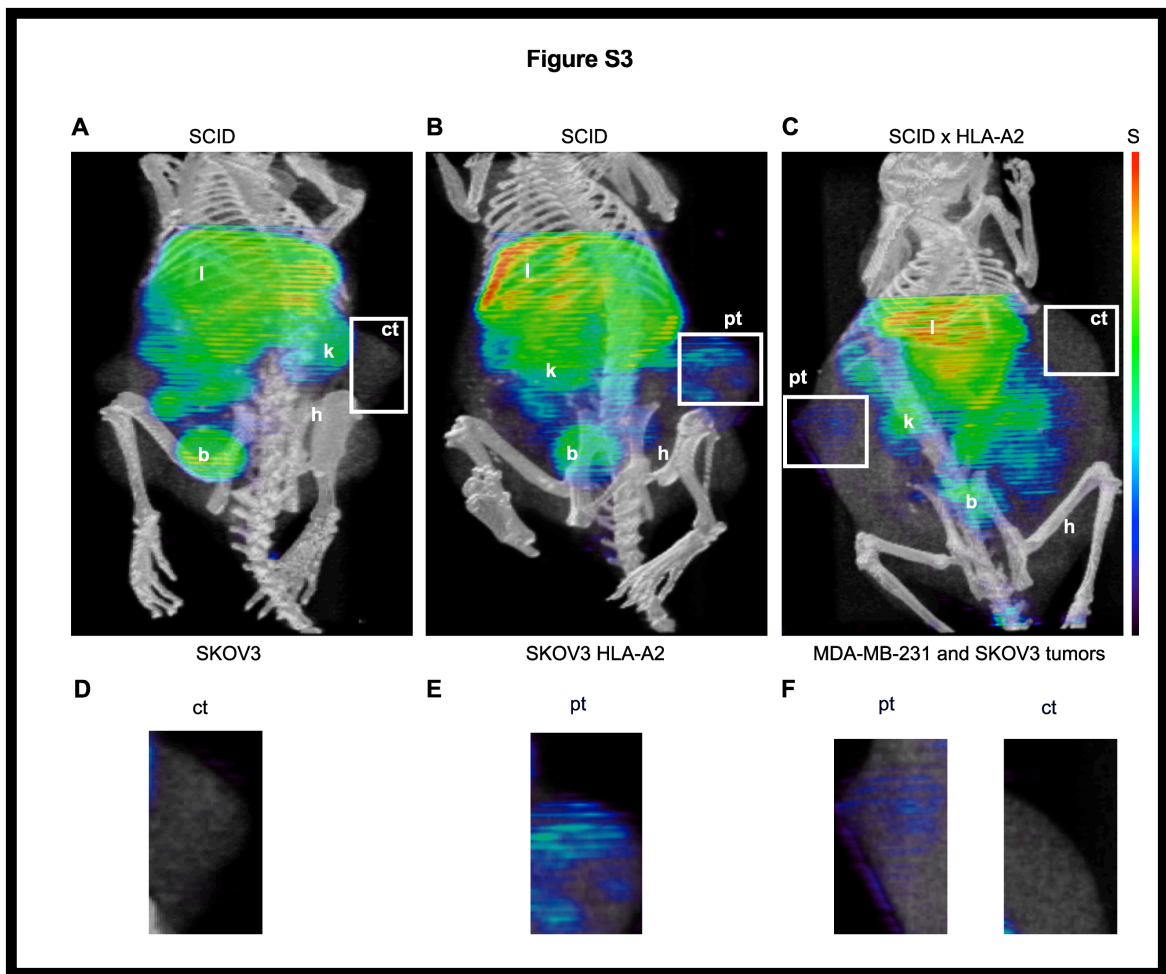 Figure S3
A
SCID
B
SCID
C
SCID x HLA-A2
S
l
k
ct
h
b
l
k
pt
h
b
l
k
ct
pt
b
h
SKOV3
SKOV3 HLA-A2
MDA-MB-231 and SKOV3 tumors
D
ct
E
pt
F
pt
ct